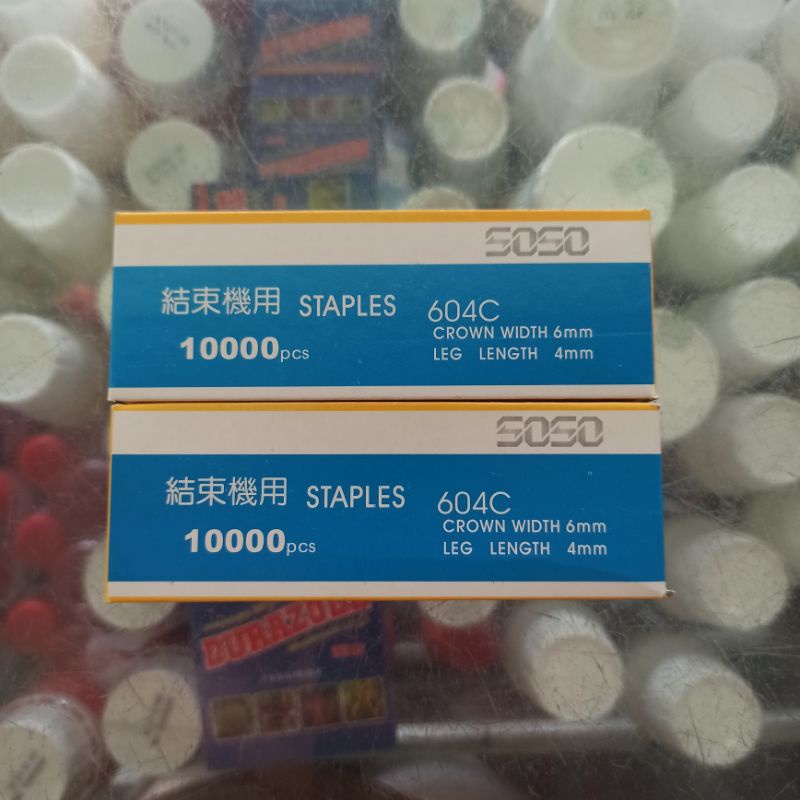 SOSO
結束機用 STAPLES 604C
CROWN WIDTH 6mm
10000pcs LEG LENGTH 4mm
SOSO
結束機用 STAPLES 604C
CROWN WIDTH 6mm
10000pcs LEG LENGTH 4mm